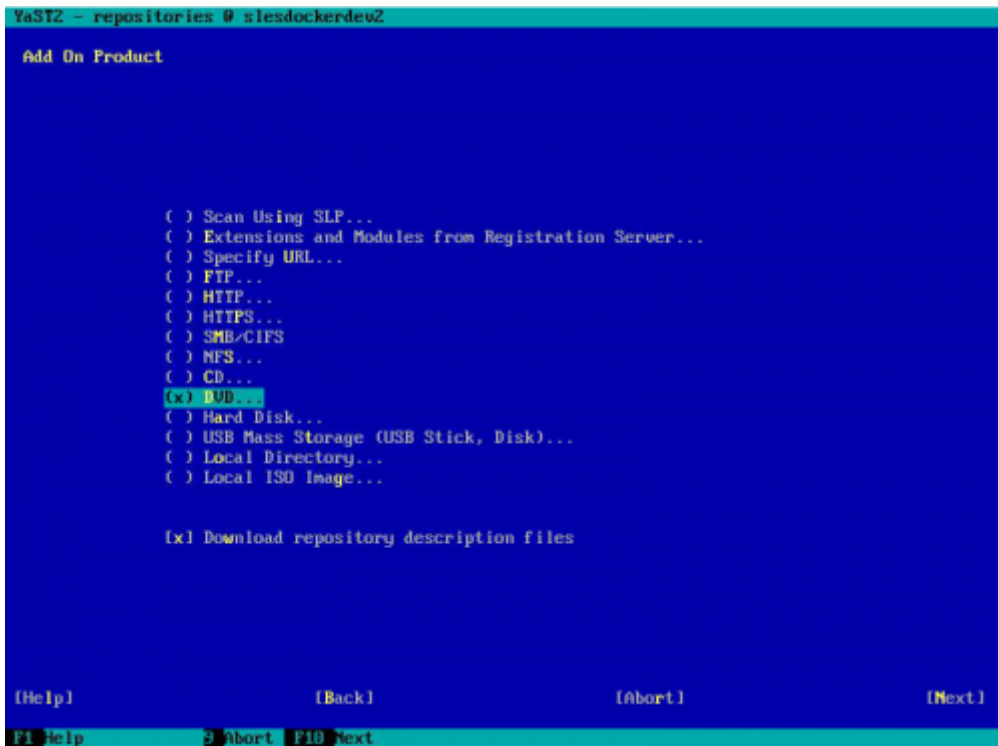 YaST2 - repositories @ slesdockerdev2
Add On Product
( ) Scan Using SLP...
( ) Extensions and Modules from Registration Server...
( ) Specify URL...
( ) FTP...
( ) HTTP...
( ) HTTPS...
( ) SMB/CIFS
( ) NFS...
( ) CD...
(x) DVD...
( ) Hard Disk...
( ) USB Mass Storage (USB Stick, Disk)...
( ) Local Directory...
( ) Local ISO Image...
[x] Download repository description files
[Help] [Back] [Abort] [Next]
F1 Help 9 Abort F10 Next